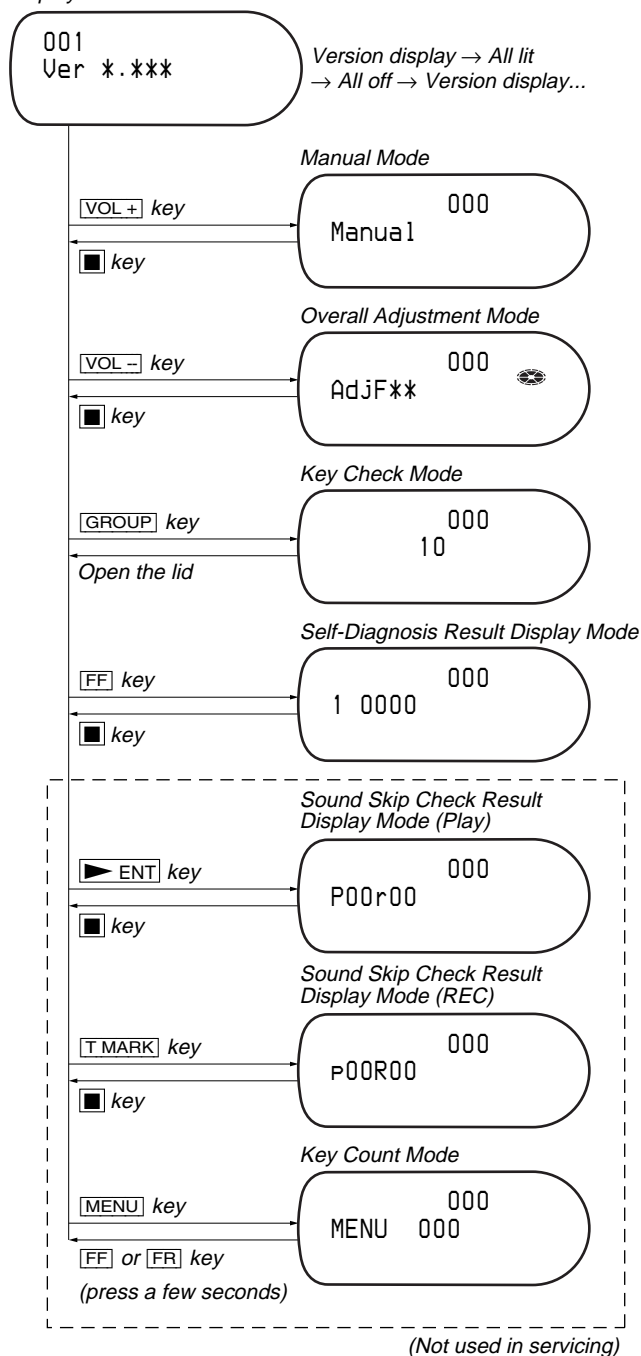 001
Ver *.***
Version display → All lit
→ All off → Version display...
Manual Mode
VOL + key
000
Manual
■ key
Overall Adjustment Mode
VOL -- key
000
AdjF**
■ key
Key Check Mode
GROUP key
000
10
Open the lid
Self-Diagnosis Result Display Mode
FF key
000
1 0000
■ key
Sound Skip Check Result
Display Mode (Play)
► ENT key
000
P00r00
■ key
Sound Skip Check Result
Display Mode (REC)
T MARK key
000
p00R00
■ key
Key Count Mode
MENU key
000
MENU 000
FF or FR key
(press a few seconds)
(Not used in servicing)